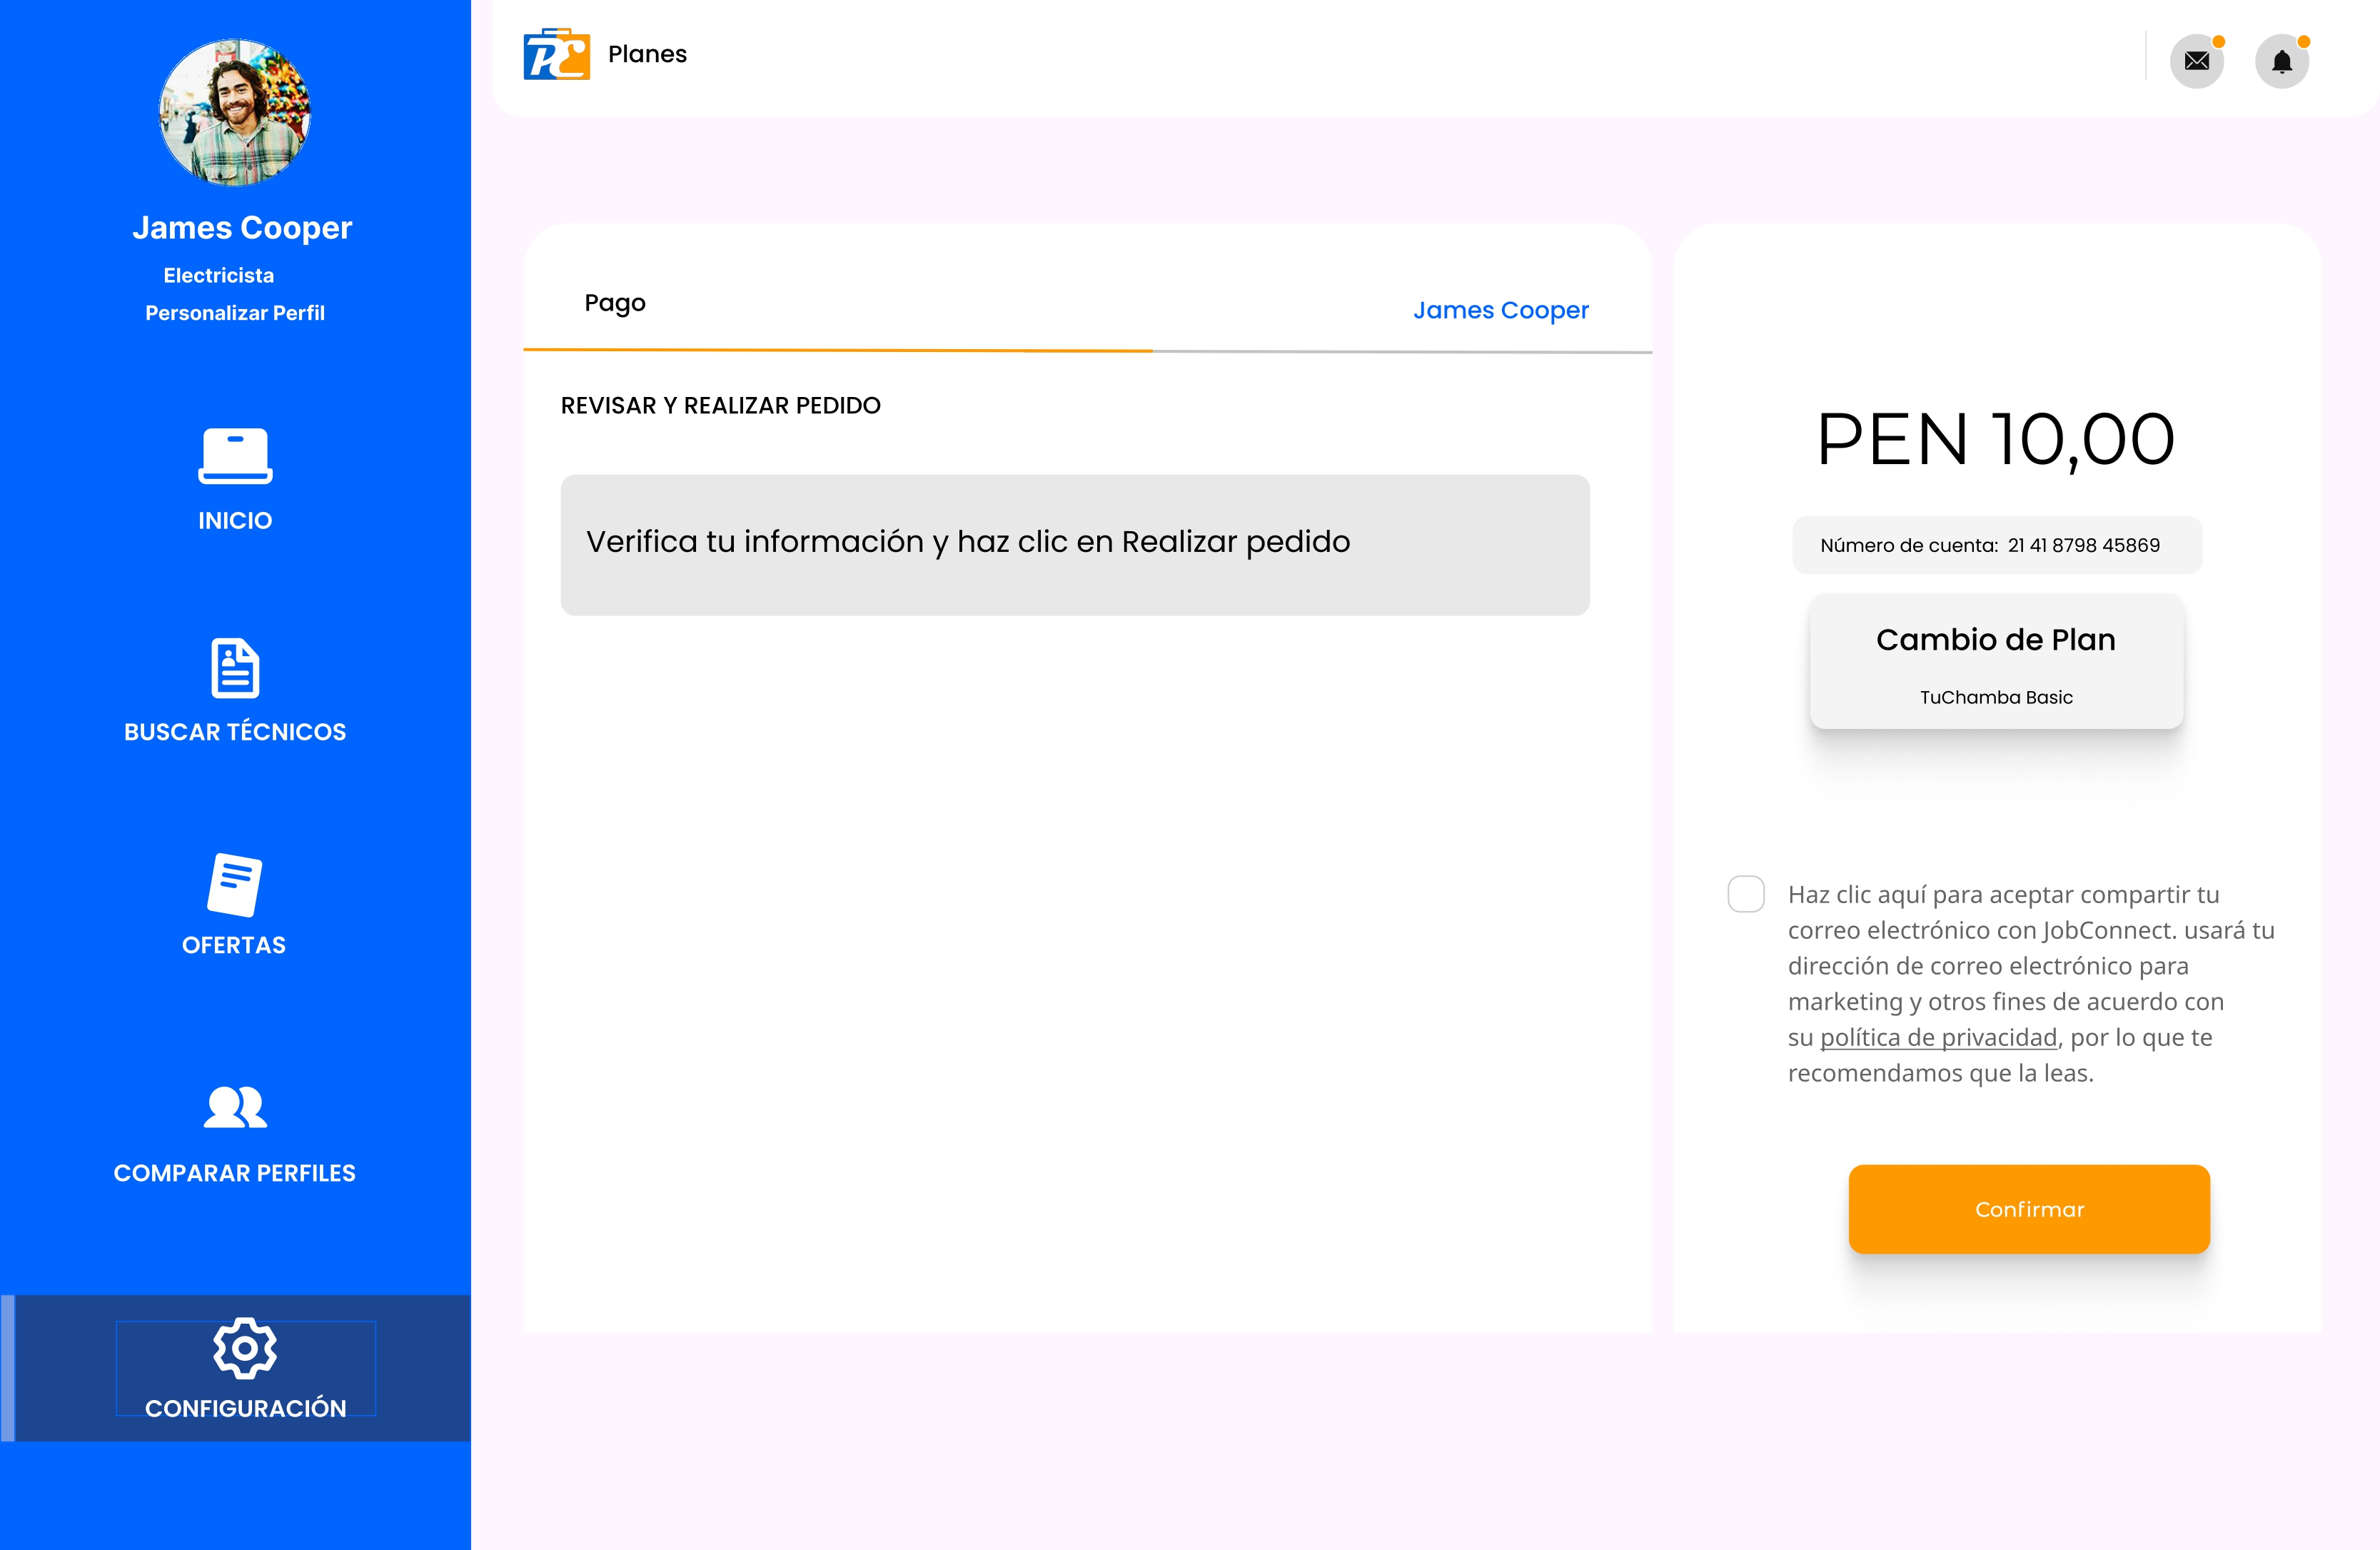 James Cooper
Electricista
Personalizar Perfil
INICIO
BUSCAR TÉCNICOS
OFERTAS
COMPARAR PERFILES
CONFIGURACIÓN
Planes
Pago
James Cooper
REVISAR Y REALIZAR PEDIDO
Verifica tu información y haz clic en Realizar pedido
PEN 10,00
Número de cuenta: 21 41 8798 45869
Cambio de Plan
TuChamba Basic
Haz clic aquí para aceptar compartir tu
correo electrónico con JobConnect. usará tu
dirección de correo electrónico para
marketing y otros fines de acuerdo con
su política de privacidad, por lo que te
recomendamos que la leas.
Confirmar